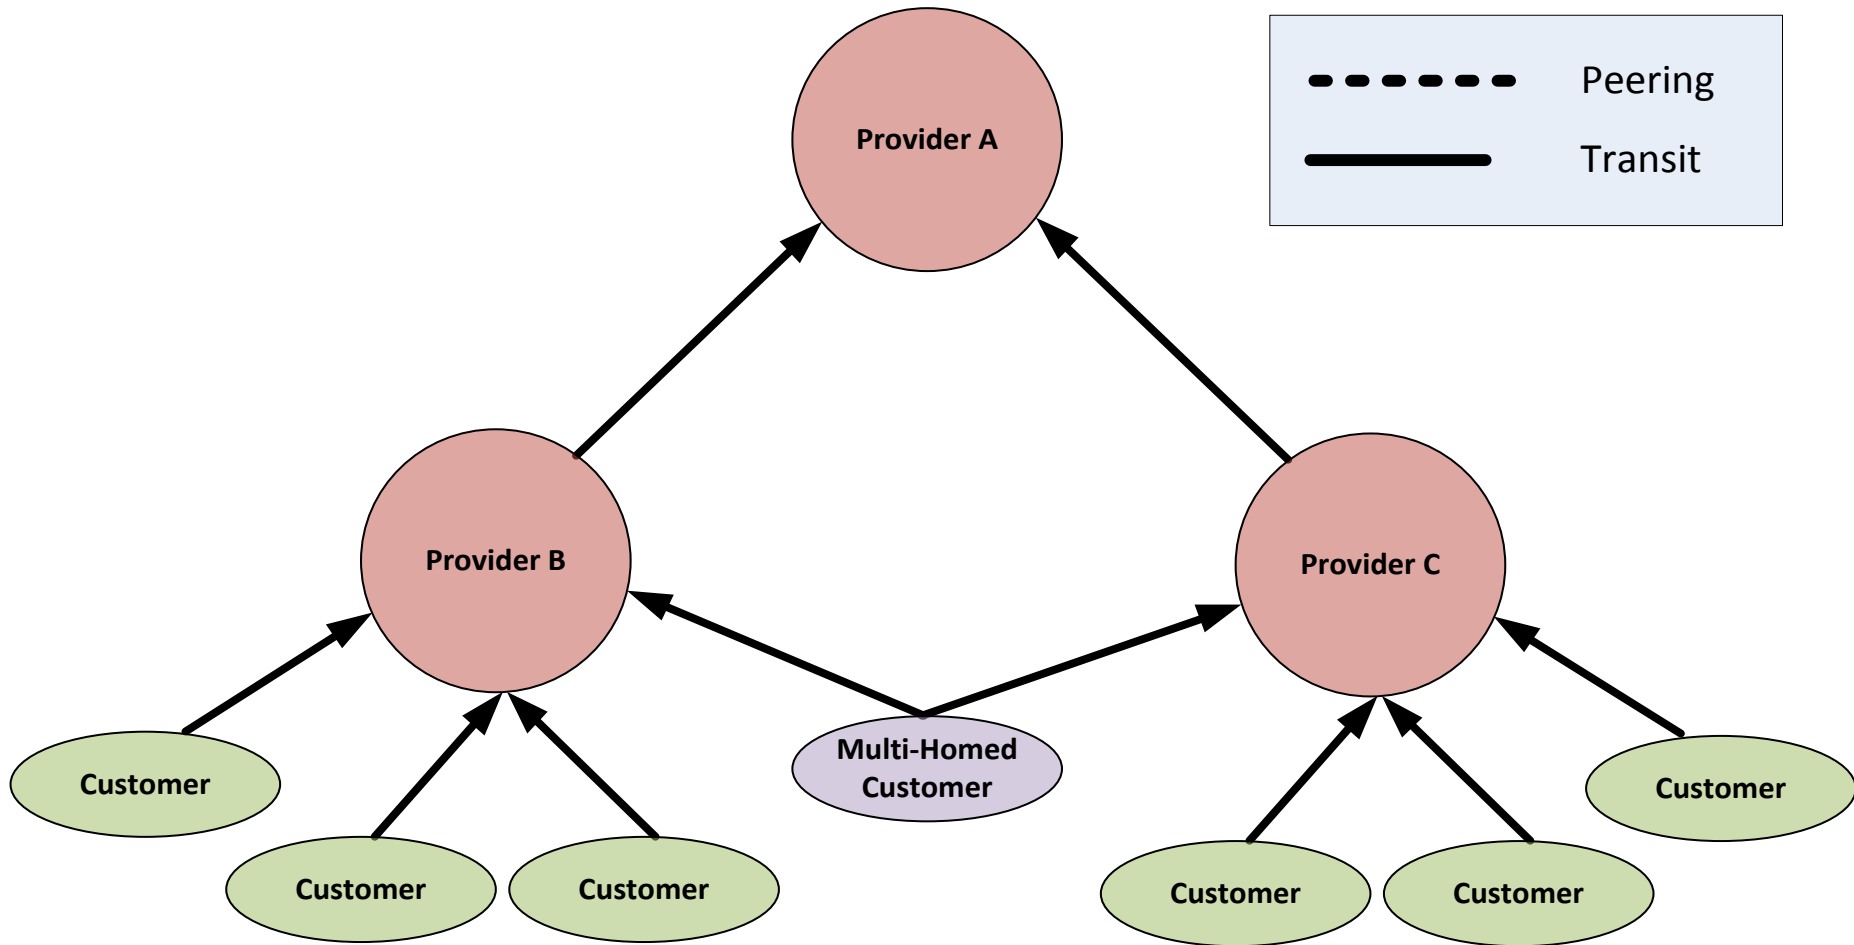 Provider A
Peering
Transit
Provider B
Provider C
Multi-Homed
Customer
Customer
Customer
Customer
Customer
Customer
Customer